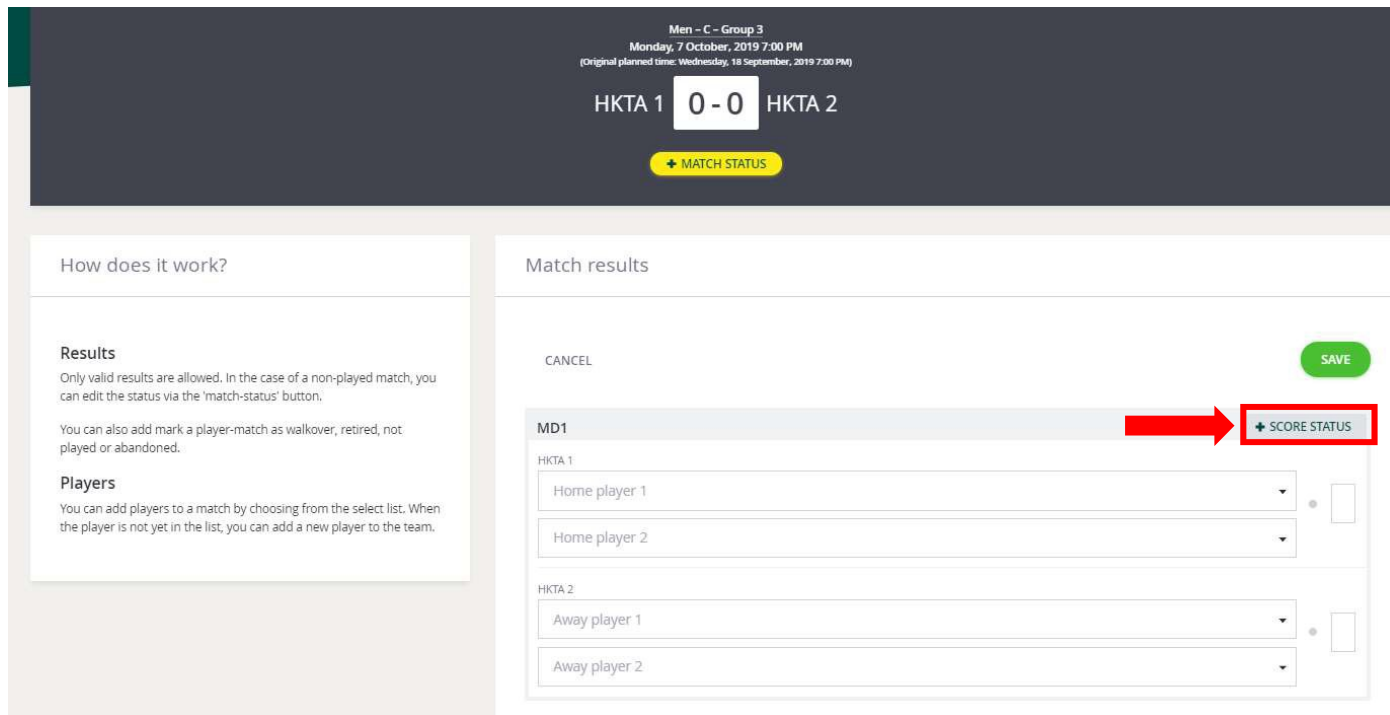 Men – C – Group 3
Monday, 7 October, 2019 7:00 PM
(Original planned time: Wednesday, 18 September, 2019 7:00 PM)
HKTA 1 0 - 0 HKTA 2
+ MATCH STATUS
How does it work?
Results
Only valid results are allowed. In the case of a non-played match, you
can edit the status via the 'match-status' button.
You can also add mark a player-match as walkover, retired, not
played or abandoned.
Players
You can add players to a match by choosing from the select list. When
the player is not yet in the list, you can add a new player to the team.
Match results
CANCEL
SAVE
MD1
+ SCORE STATUS
HKTA 1
Home player 1
Home player 2
HKTA 2
Away player 1
Away player 2